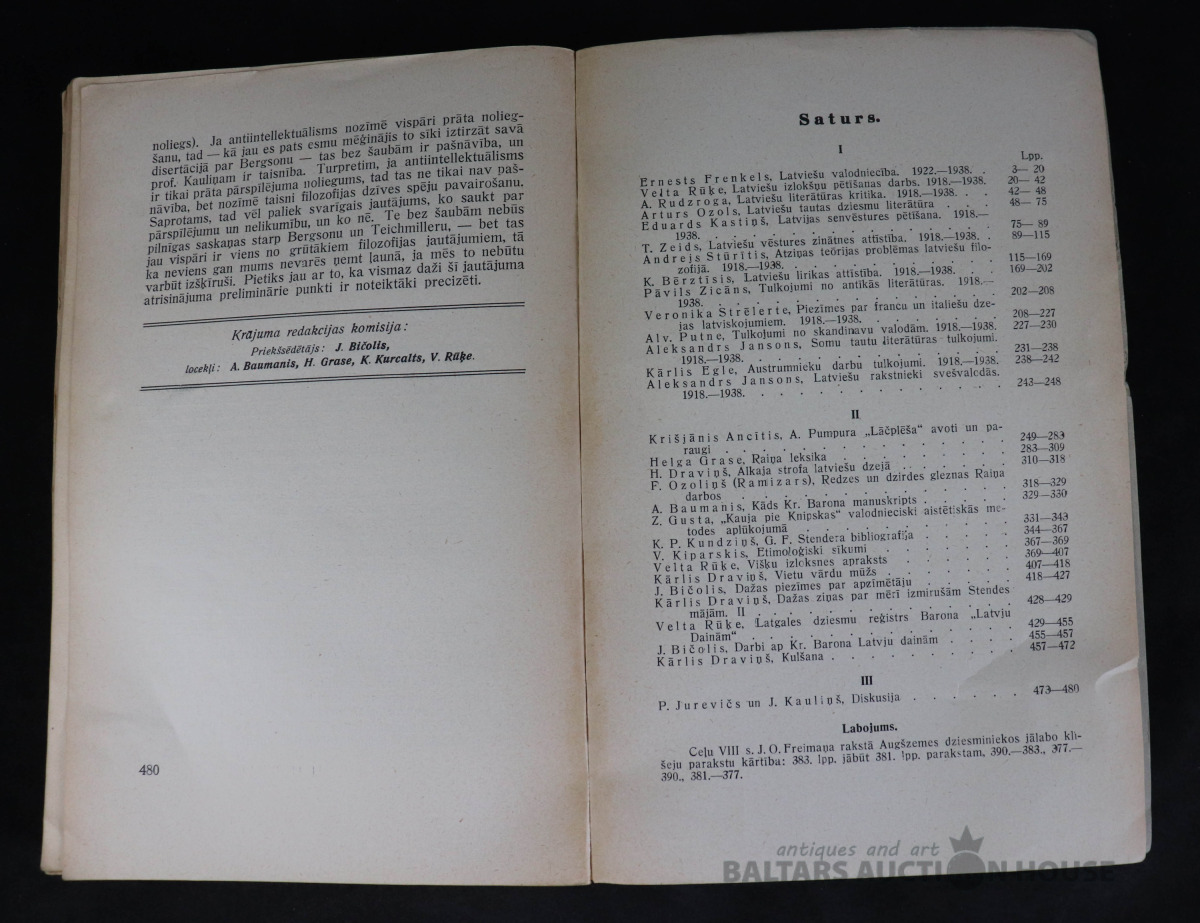 noliegs). Ja antiintellektuālisms nozīmē vispāri prāta nolieg-
šanu, tad — kā jau es pats esmu mēģinājis to sīki iztirzāt savā
disertācijā par Bergsonu — tas bez šaubām ir pašnāvība, un
prof. Kauliņam ir taisnība. Turpretim, ja antiintellektuālisms
ir tikai prāta pārspīlējuma noliegums, tad tas ne tikai nav paš-
nāvība, bet nozīmē taisni filozofijas dzīves spēju pavairošanu.
Saprotams, tad vēl paliek svarīgais jautājums, ko saukt par
pārspīlējumu un nelikumību, un ko nē. Te bez šaubām nebūs
pilnīgas saskaņas starp Bergsonu un Teichmilleru, — bet tas
jau vispāri ir viens no grūtākiem filozofijas jautājumiem, tā
ka neviens gan mums nevarēs ņemt ļaunā, ja mēs to nebūtu
varbūt izšķīruši. Pietiks jau ar to, ka vismaz daži šī jautājuma
atrisinājuma preliminārie punkti ir noteiktāki precizēti.
Krājuma redakcijas komisija:
Priekšsēdētājs: J. Bičolis,
locekļi: A. Baumanis, H. Grase, K. Kurcalts, V. Rūķe.
480
Saturs.
I
Lpp.
Ernests Frenkels, Latviešu valodniecība. 1922.—1938. . 3— 20
Velta Rūķe, Latviešu izlokšņu pētīšanas darbs. 1918.—1938. 20— 42
A. Rudzroga, Latviešu literātūras kritika. 1918.—1938. . . 42— 48
Arturs Ozols, Latviešu tautas dziesmu literātūra . . . 48— 75
Eduards Kastiņš, Latvijas senvēstures pētīšana. 1918.—
1938. . . . . . . . . . . . . 75— 89
T. Zeids, Latviešu vēstures zinātnes attīstība. 1918.—1938. . 89—115
Andrejs Stūrītis, Atziņas teōrijas problēmas latviešu filo-
zofijā. 1918.—1938. . . . . . . . . 115—169
K. Bērztīsis, Latviešu lirikas attīstība. 1918.—1938. . . 169—202
Pāvils Zicāns, Tulkojumi no antīkās literātūras. 1918.—
1938. . . . . . . . . . . . . 202—208
Veronika Strēlerte, Piezīmes par francu un italiešu dze-
jas latviskojumiem. 1918.—1938. . . . . . 208—227
Alv. Putne, Tulkojumi no skandinavu valodām. 1918.—1938. 227—230
Aleksandrs Jansons, Somu tautu literātūras tulkojumi.
1918.—1938. . . . . . . . . . . 231—238
Kārlis Egle, Austrumnieku darbu tulkojumi. 1918.—1938. 238—242
Aleksandrs Jansons, Latviešu rakstnieki svešvalodās.
1918.—1938. . . . . . . . . . . 243—248
II
Krišjānis Ancītis, A. Pumpura „Lāčplēša“ avoti un pa-
raugi . . . . . . . . . . . . 249—283
Helga Grase, Raiņa leksika . . . . . . . 283—309
H. Draviņš, Alkaja strofa latviešu dzejā . . . . . 310—318
F. Ozoliņš (Ramizars), Redzes un dzirdes gleznas Raiņa
darbos . . . . . . . . . . . . 318—329
A. Baumanis, Kāds Kr. Barona manuskripts . . . . . 329—330
Z. Gusta, „Kauja pie Knipskas“ valodnieciski aistētiskās me-
todes aplūkojumā . . . . . . . . . 331—343
K. P. Kundziņš, G. F. Stendera bibliografija . . . . 344—367
V. Kiparskis, Etimoloģiski sīkumi . . . . . . 367—369
Velta Rūķe, Višķu izloksnes apraksts . . . . . 369—407
Kārlis Draviņš, Vietu vārdu mūžs . . . . . . 407—418
J. Bičolis, Dažas piezīmes par apzīmētāju . . . . . 418—427
Kārlis Draviņš, Dažas ziņas par mērī izmirušām Stendes
mājām. II . . . . . . . . . . . 428—429
Velta Rūķe, Latgales dziesmu reģistrs Barona „Latvju
Dainām“ . . . . . . . . . . . 429—455
J. Bičolis, Darbi ap Kr. Barona Latvju dainām . . . . 455—457
Kārlis Draviņš, Kulšana . . . . . . . . 457—472
III
P. Jurevičs un J. Kauliņš, Diskusija . . . . . . 473—480
Labojums.
Ceļu VIII s. J. O. Freimaņa rakstā Augšzemes dziesminiekos jālabo kli-
šeju parakstu kārtība: 383. lpp. jābūt 381. lpp. parakstam, 390.—383., 377.—
390., 381.—377.
antiques and art
BALTARS AUCTION HOUSE